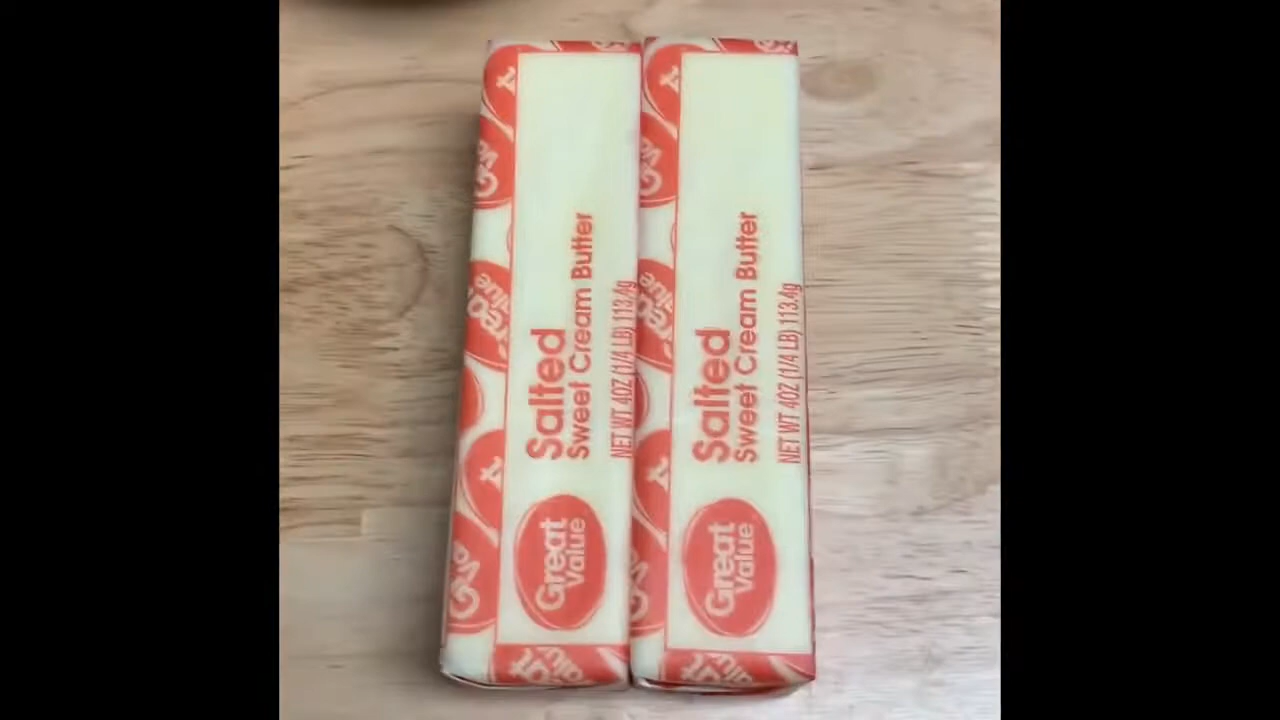 Great
Value
Salted
Sweet Cream Butter
NET WT 4OZ (1/4 LB) 113.4g
Great
Value
Salted
Sweet Cream Butter
NET WT 4OZ (1/4 LB) 113.4g